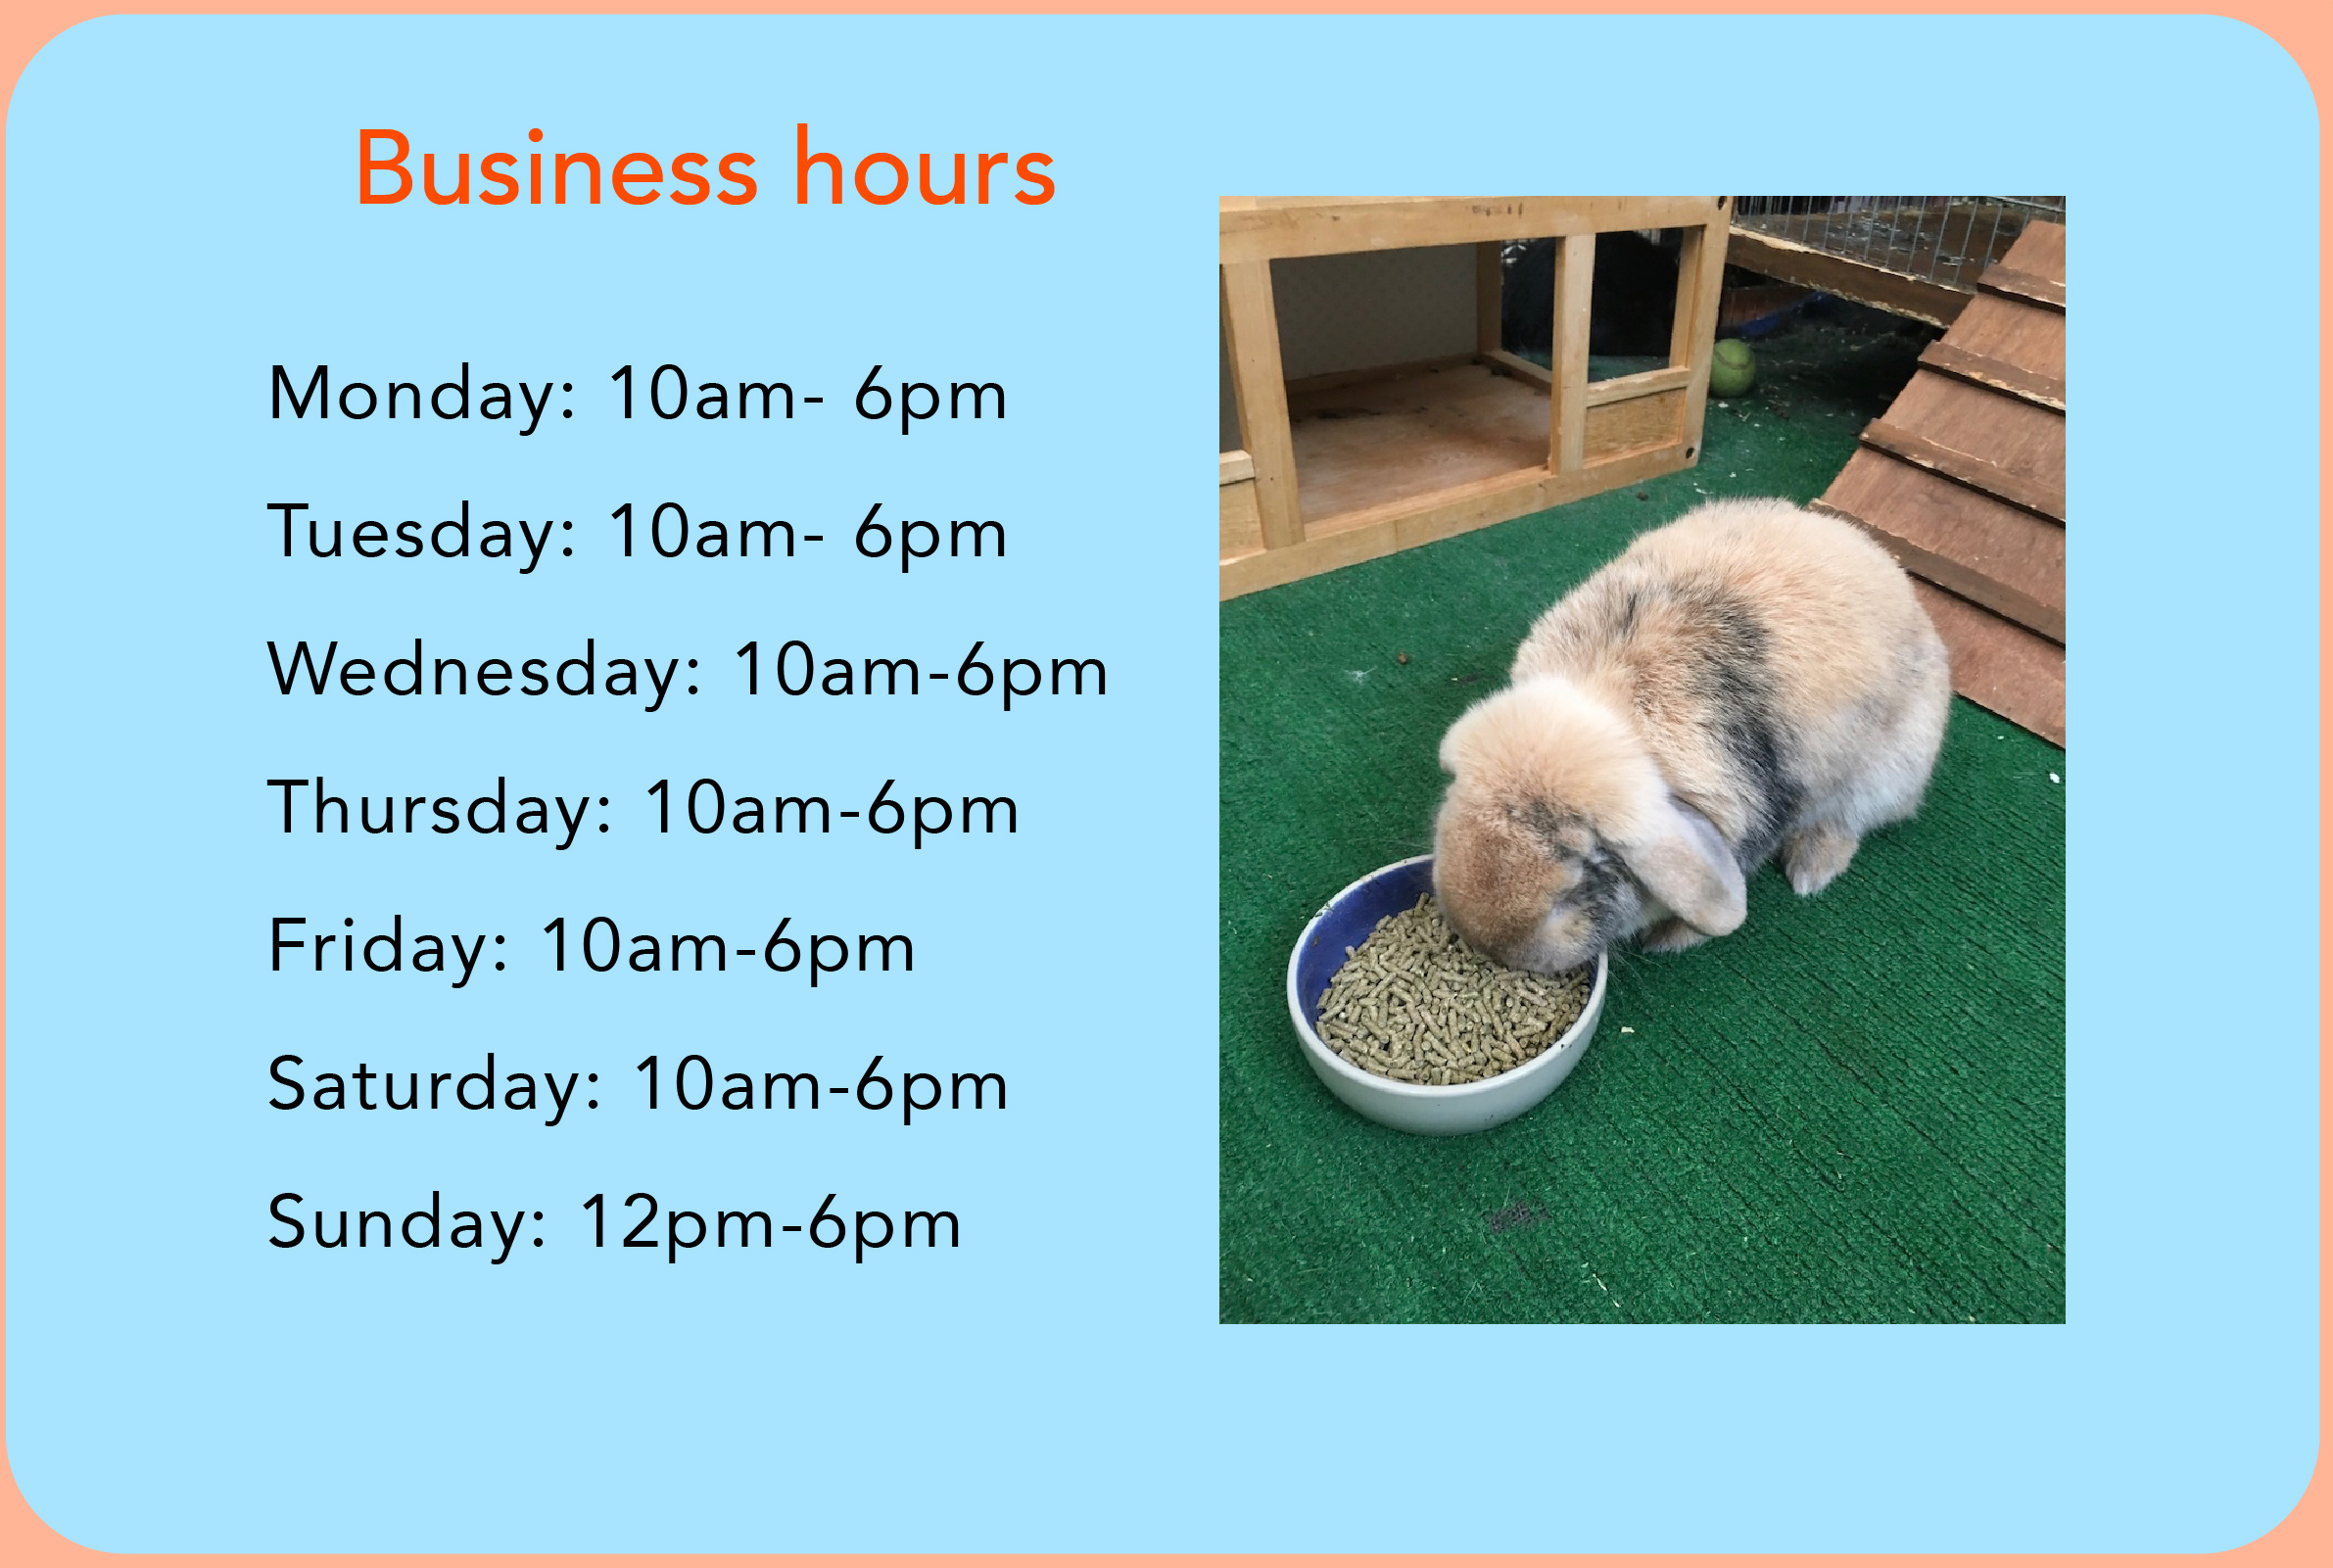 Business hours
Monday: 10am- 6pm
Tuesday: 10am- 6pm
Wednesday: 10am-6pm
Thursday: 10am-6pm
Friday: 10am-6pm
Saturday: 10am-6pm
Sunday: 12pm-6pm